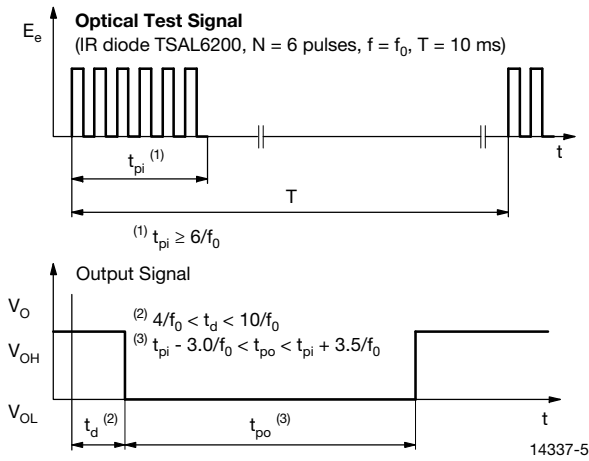 Optical Test Signal
(IR diode TSAL6200, N = 6 pulses, f = f₀, T = 10 ms)
Eₑ
t
t_pi ⁽¹⁾
T
⁽¹⁾ t_pi ≥ 6/f₀
Output Signal
V_O
V_OH
V_OL
⁽²⁾ 4/f₀ < t_d < 10/f₀
⁽³⁾ t_pi - 3.0/f₀ < t_po < t_pi + 3.5/f₀
t_d ⁽²⁾
t_po ⁽³⁾
t
14337-5